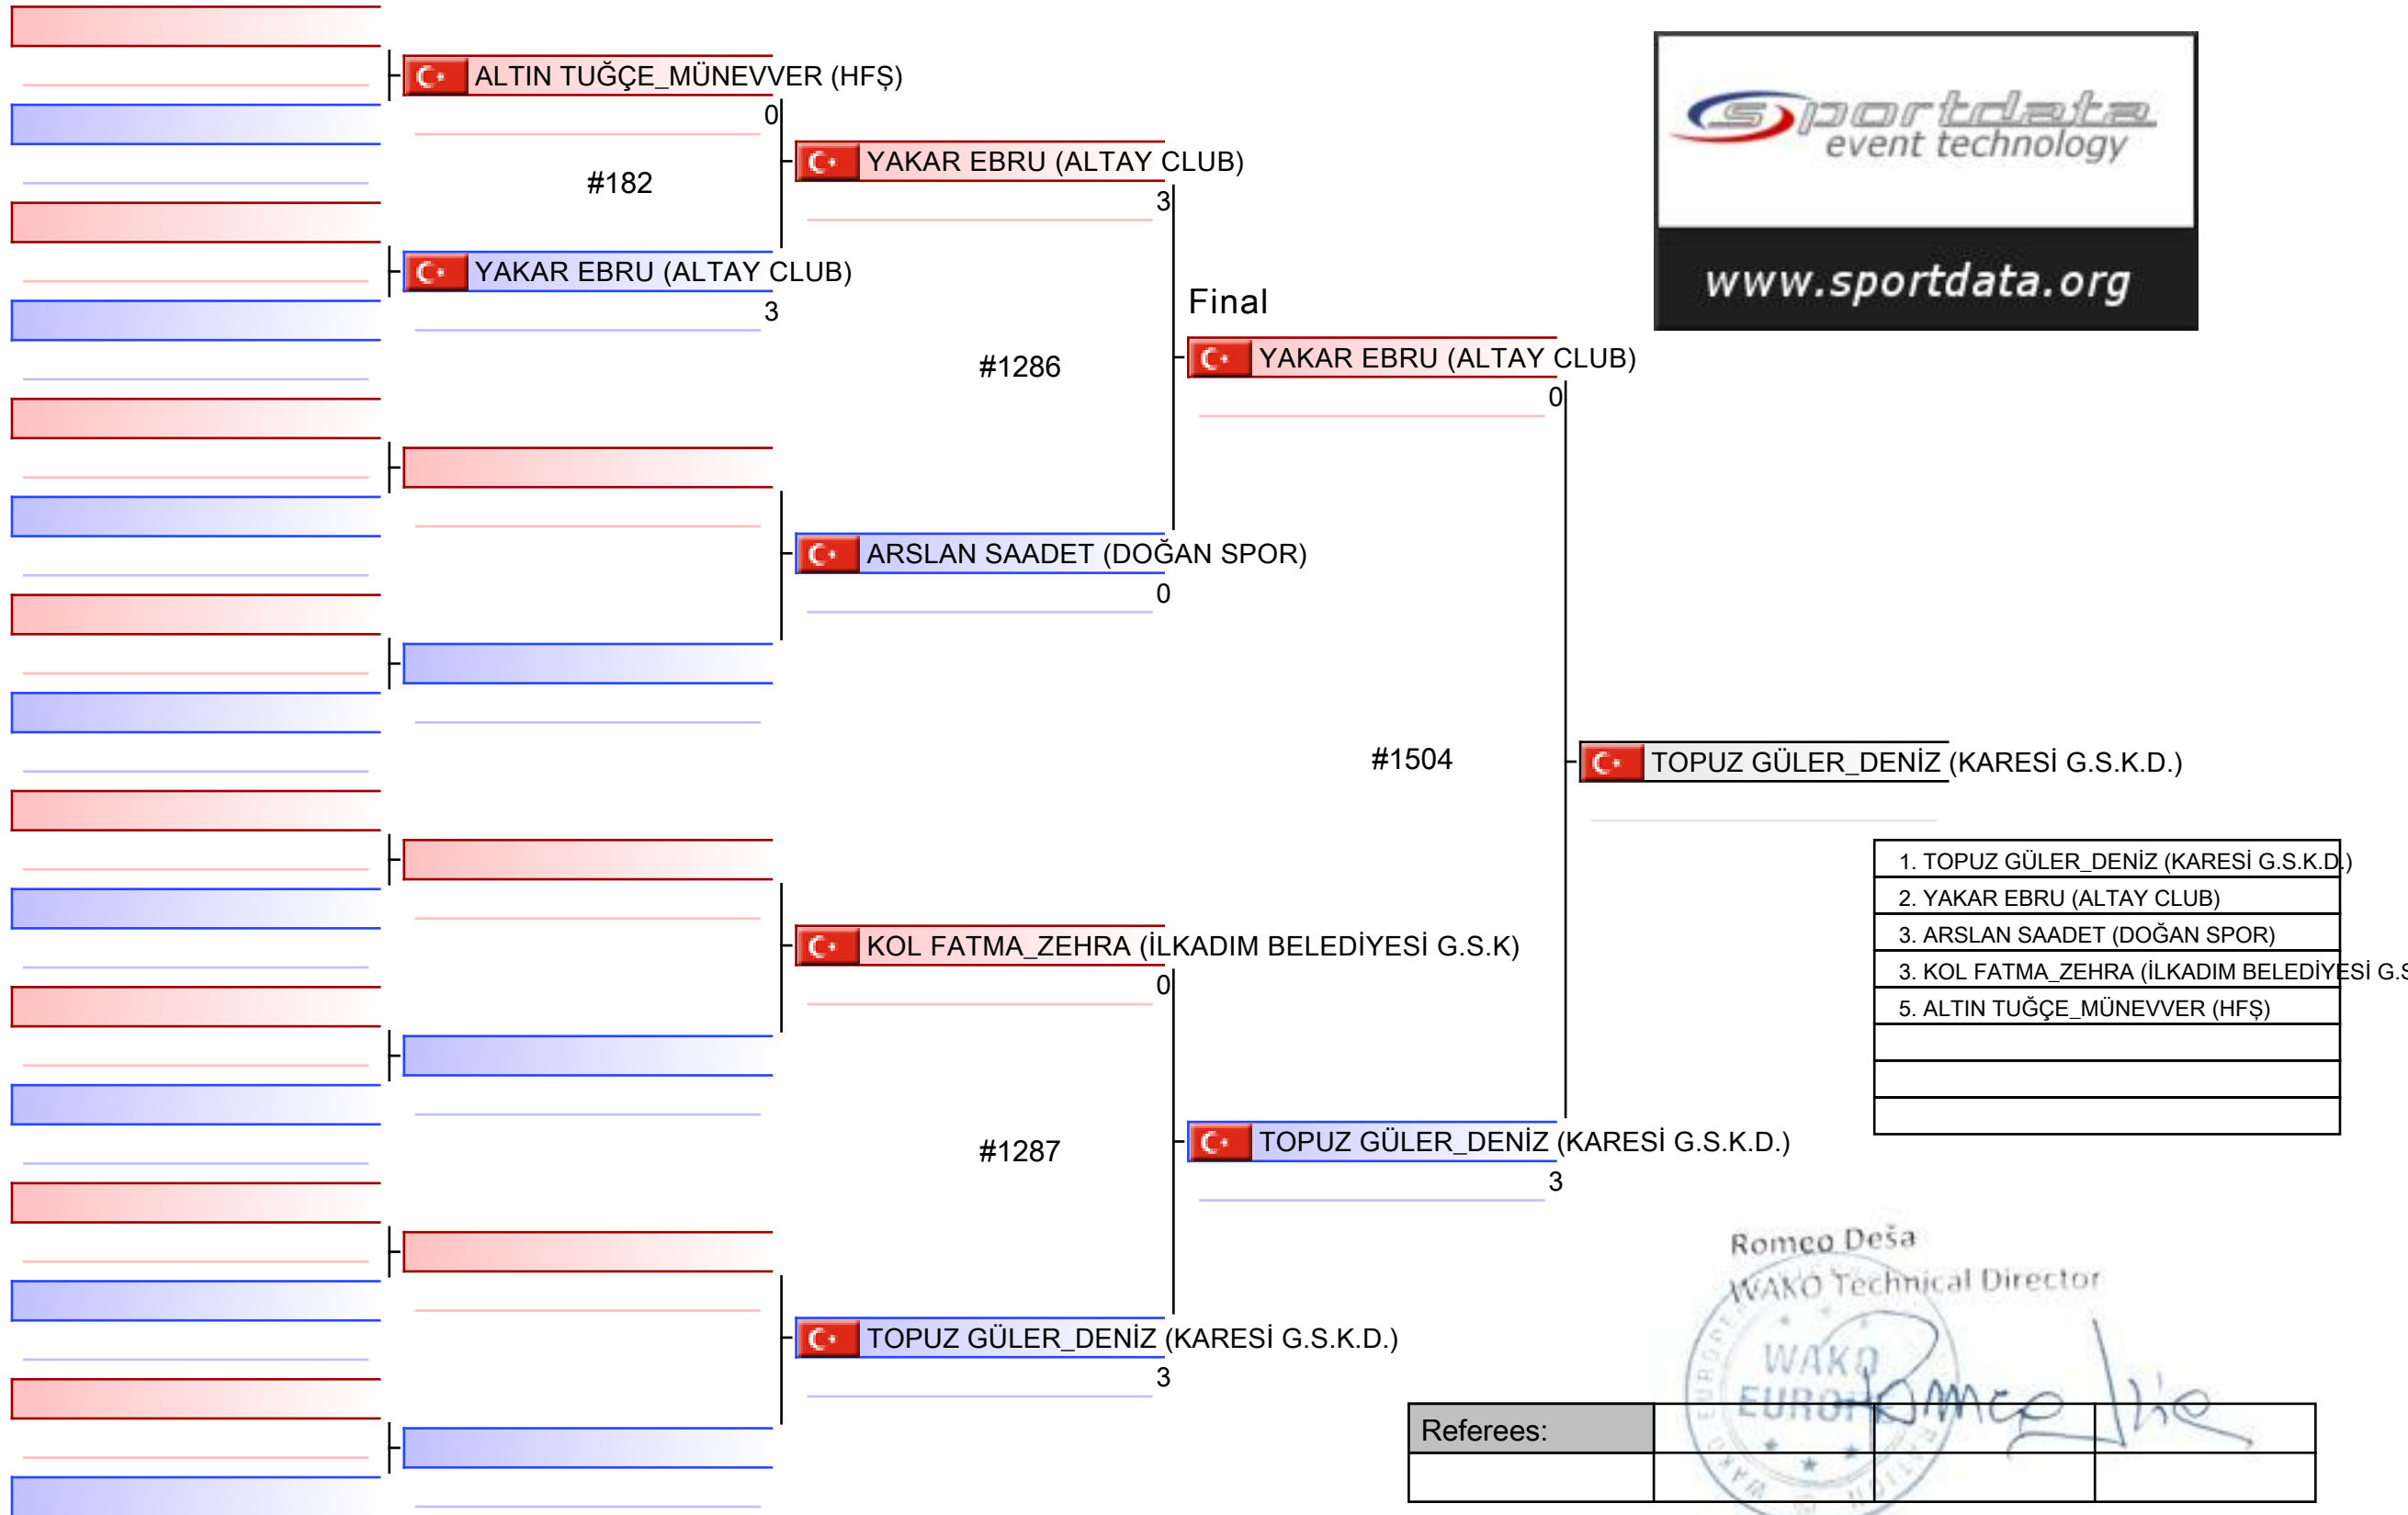 ALTIN TUĞÇE_MÜNEVVER (HFŞ)
0
#182
YAKAR EBRU (ALTAY CLUB)
3
YAKAR EBRU (ALTAY CLUB)
3
#1286
ARSLAN SAADET (DOĞAN SPOR)
0
KOL FATMA_ZEHRA (İLKADIM BELEDİYESİ G.S.K)
0
#1287
TOPUZ GÜLER_DENİZ (KARESİ G.S.K.D.)
3
Final
YAKAR EBRU (ALTAY CLUB)
0
#1504
TOPUZ GÜLER_DENİZ (KARESİ G.S.K.D.)
3
TOPUZ GÜLER_DENİZ (KARESİ G.S.K.D.)
sportdata
event technology
www.sportdata.org
1. TOPUZ GÜLER_DENİZ (KARESİ G.S.K.D.)
2. YAKAR EBRU (ALTAY CLUB)
3. ARSLAN SAADET (DOĞAN SPOR)
3. KOL FATMA_ZEHRA (İLKADIM BELEDİYESİ G.S
5. ALTIN TUĞÇE_MÜNEVVER (HFŞ)
Romeo Deša
WAKO Technical Director
WAKO
EUROPE
Referees: